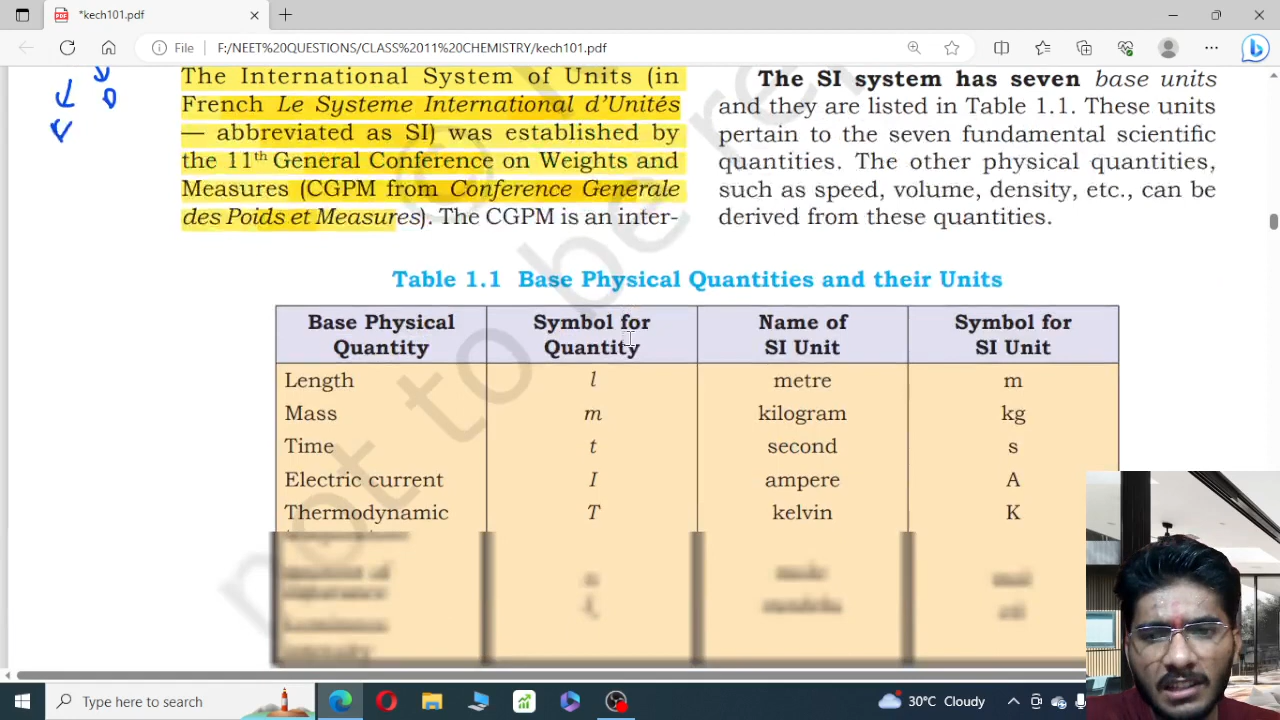 *kech101.pdf
File
F:/NEET%20QUESTIONS/CLASS%2011%20CHEMISTRY/kech101.pdf
The International System of Units (in
French Le Systeme International d'Unités
— abbreviated as SI) was established by
the 11th General Conference on Weights and
Measures (CGPM from Conference Generale
des Poids et Measures). The CGPM is an inter-
The SI system has seven base units
and they are listed in Table 1.1. These units
pertain to the seven fundamental scientific
quantities. The other physical quantities,
such as speed, volume, density, etc., can be
derived from these quantities.
Table 1.1 Base Physical Quantities and their Units
Base Physical Quantity
Symbol for Quantity
Name of SI Unit
Symbol for SI Unit
Length l metre m
Mass m kilogram kg
Time t second s
Electric current I ampere A
Thermodynamic T kelvin K
not to be re
Type here to search
30°C Cloudy